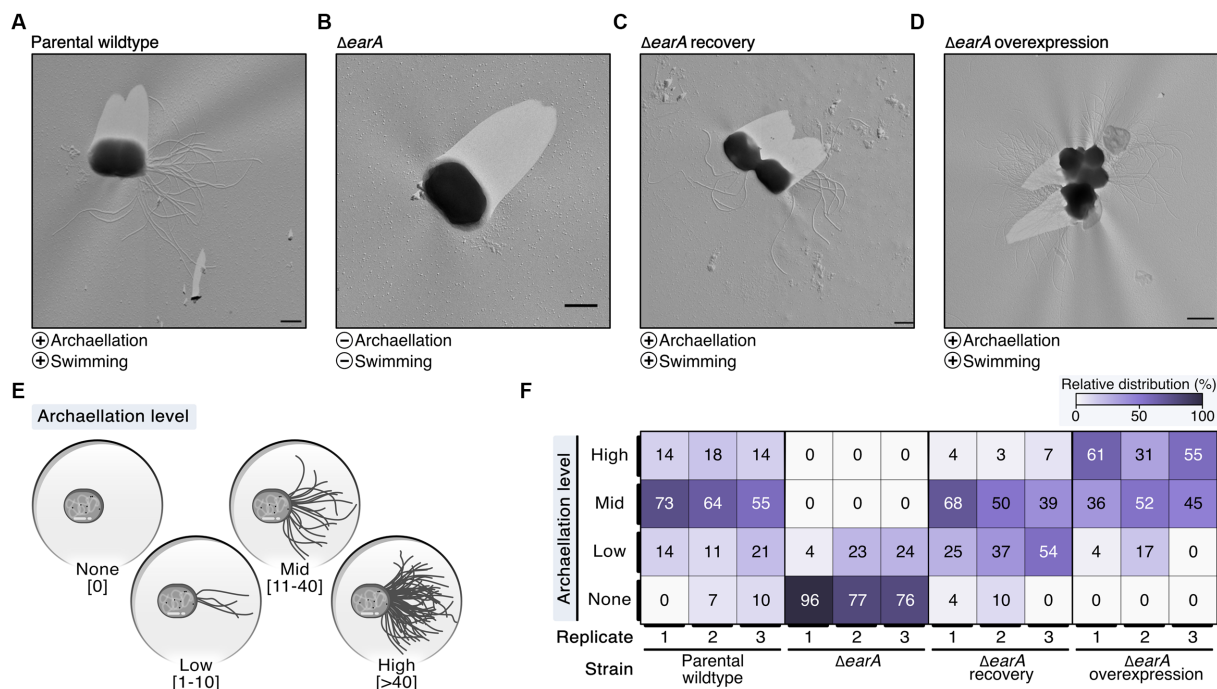 A
Parental wildtype
⊕Archaellation
⊕Swimming
B
ΔearA
⊖Archaellation
⊖Swimming
C
ΔearA recovery
⊕Archaellation
⊕Swimming
D
ΔearA overexpression
⊕Archaellation
⊕Swimming
E
Archaellation level
None
[0]
Low
[1-10]
Mid
[11-40]
High
[>40]
F
Relative distribution (%)
0 50 100
Archaellation level
High 14 18 14 0 0 0 4 3 7 61 31 55
Mid 73 64 55 0 0 0 68 50 39 36 52 45
Low 14 11 21 4 23 24 25 37 54 4 17 0
None 0 7 10 96 77 76 4 10 0 0 0 0
Replicate 1 2 3 1 2 3 1 2 3 1 2 3
Strain
Parental
wildtype
ΔearA
ΔearA
recovery
ΔearA
overexpression